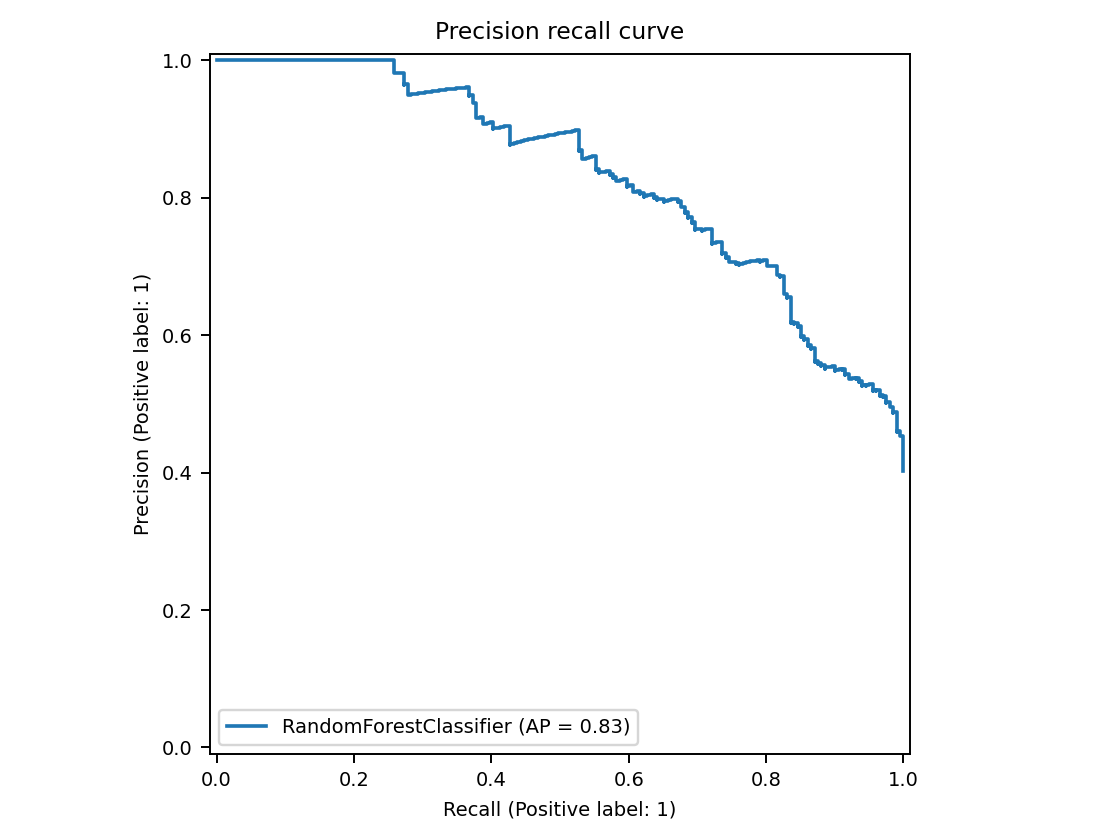 Precision recall curve
1.0
0.8
0.6
0.4
0.2
0.0
Precision (Positive label: 1)
RandomForestClassifier (AP = 0.83)
0.0 0.2 0.4 0.6 0.8 1.0
Recall (Positive label: 1)